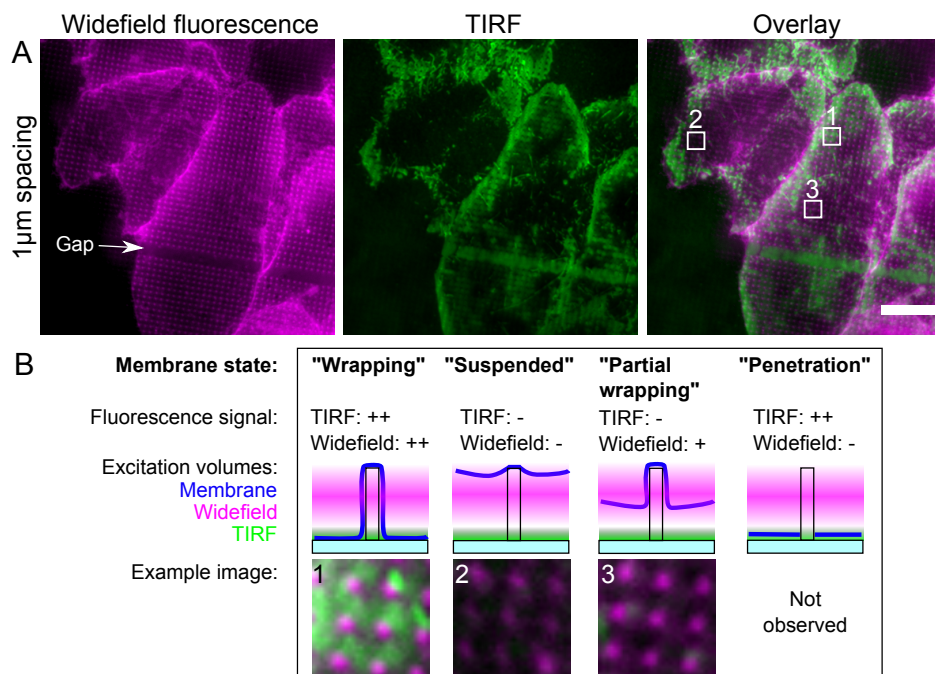 Widefield fluorescence TIRF Overlay
A
1µm spacing
Gap
1
2
3
B
Membrane state: "Wrapping" "Suspended" "Partial wrapping" "Penetration"
Fluorescence signal: TIRF: ++ TIRF: - TIRF: - TIRF: ++
Widefield: ++ Widefield: - Widefield: + Widefield: -
Excitation volumes:
Membrane
Widefield
TIRF
Example image: 1 2 3 Not observed